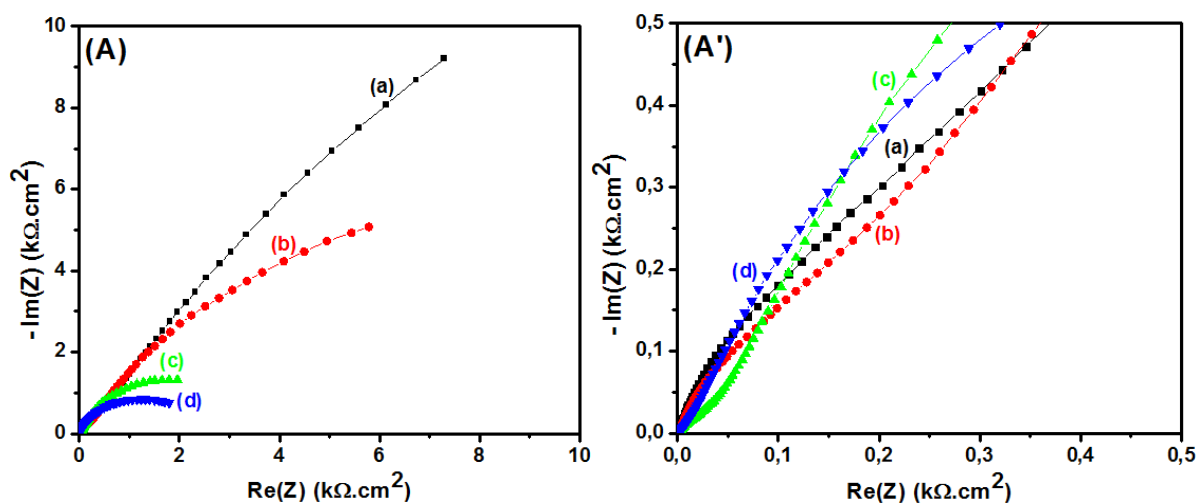 (A)
10
8
6
4
2
0
- Im(Z) (kΩ.cm²)
(a)
(b)
(c)
(d)
0 2 4 6 8 10
Re(Z) (kΩ.cm²)
(A')
0,5
0,4
0,3
0,2
0,1
0,0
- Im(Z) (kΩ.cm²)
(c)
(a)
(b)
(d)
0,0 0,1 0,2 0,3 0,4 0,5
Re(Z) (kΩ.cm²)